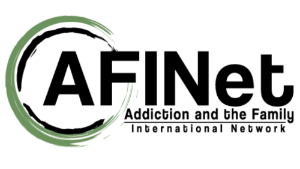 AFINet
Addiction and the Family
International Network